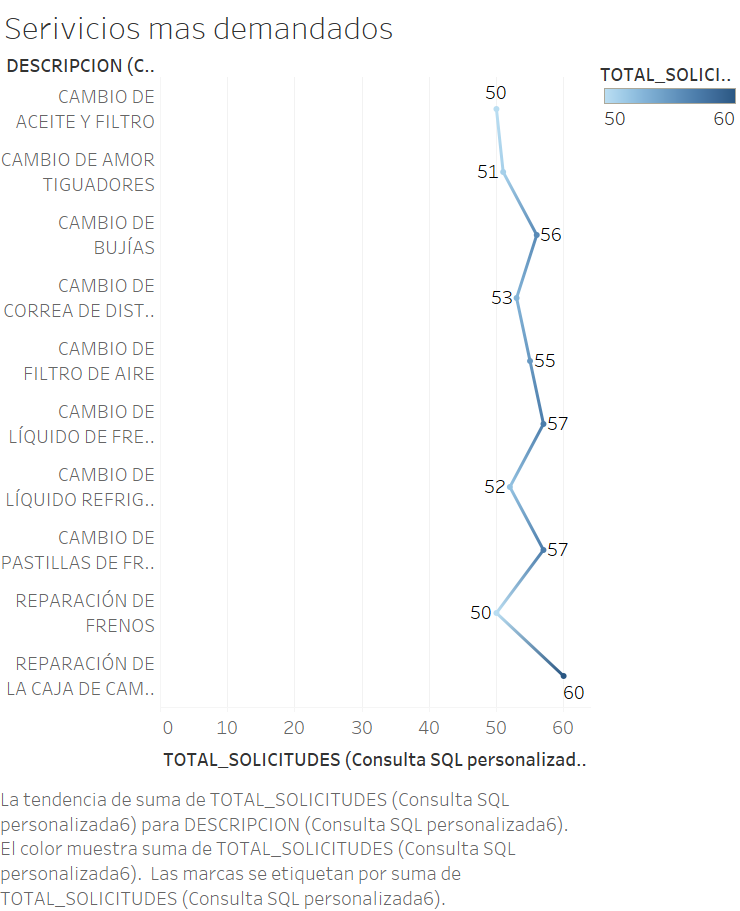 Serivicios mas demandados
DESCRIPCION (C..
TOTAL_SOLICI..
50 60
CAMBIO DE
ACEITE Y FILTRO
50
CAMBIO DE AMOR
TIGUADORES
51
CAMBIO DE
BUJÍAS
56
CAMBIO DE
CORREA DE DIST..
53
CAMBIO DE
FILTRO DE AIRE
55
CAMBIO DE
LÍQUIDO DE FRE..
57
CAMBIO DE
LÍQUIDO REFRIG..
52
CAMBIO DE
PASTILLAS DE FR..
57
REPARACIÓN DE
FRENOS
50
REPARACIÓN DE
LA CAJA DE CAM..
60
0 10 20 30 40 50 60
TOTAL_SOLICITUDES (Consulta SQL personalizad..
La tendencia de suma de TOTAL_SOLICITUDES (Consulta SQL
personalizada6) para DESCRIPCION (Consulta SQL personalizada6).
El color muestra suma de TOTAL_SOLICITUDES (Consulta SQL
personalizada6).  Las marcas se etiquetan por suma de
TOTAL_SOLICITUDES (Consulta SQL personalizada6).